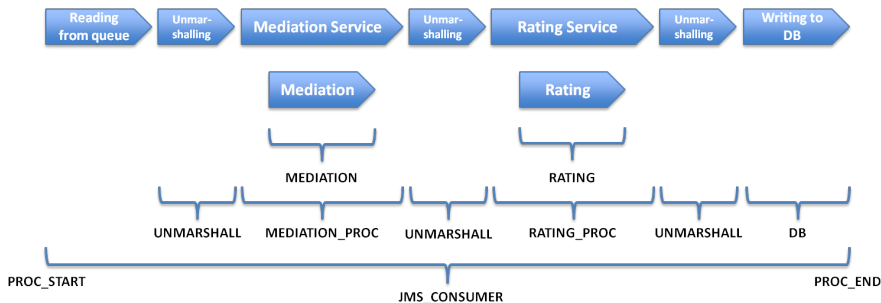 Reading
from queue
Unmar-
shalling
Mediation Service
Unmar-
shalling
Rating Service
Unmar-
shalling
Writing to
DB
Mediation
Rating
MEDIATION
RATING
UNMARSHALL
MEDIATION_PROC
UNMARSHALL
RATING_PROC
UNMARSHALL
DB
PROC_START
PROC_END
JMS_CONSUMER